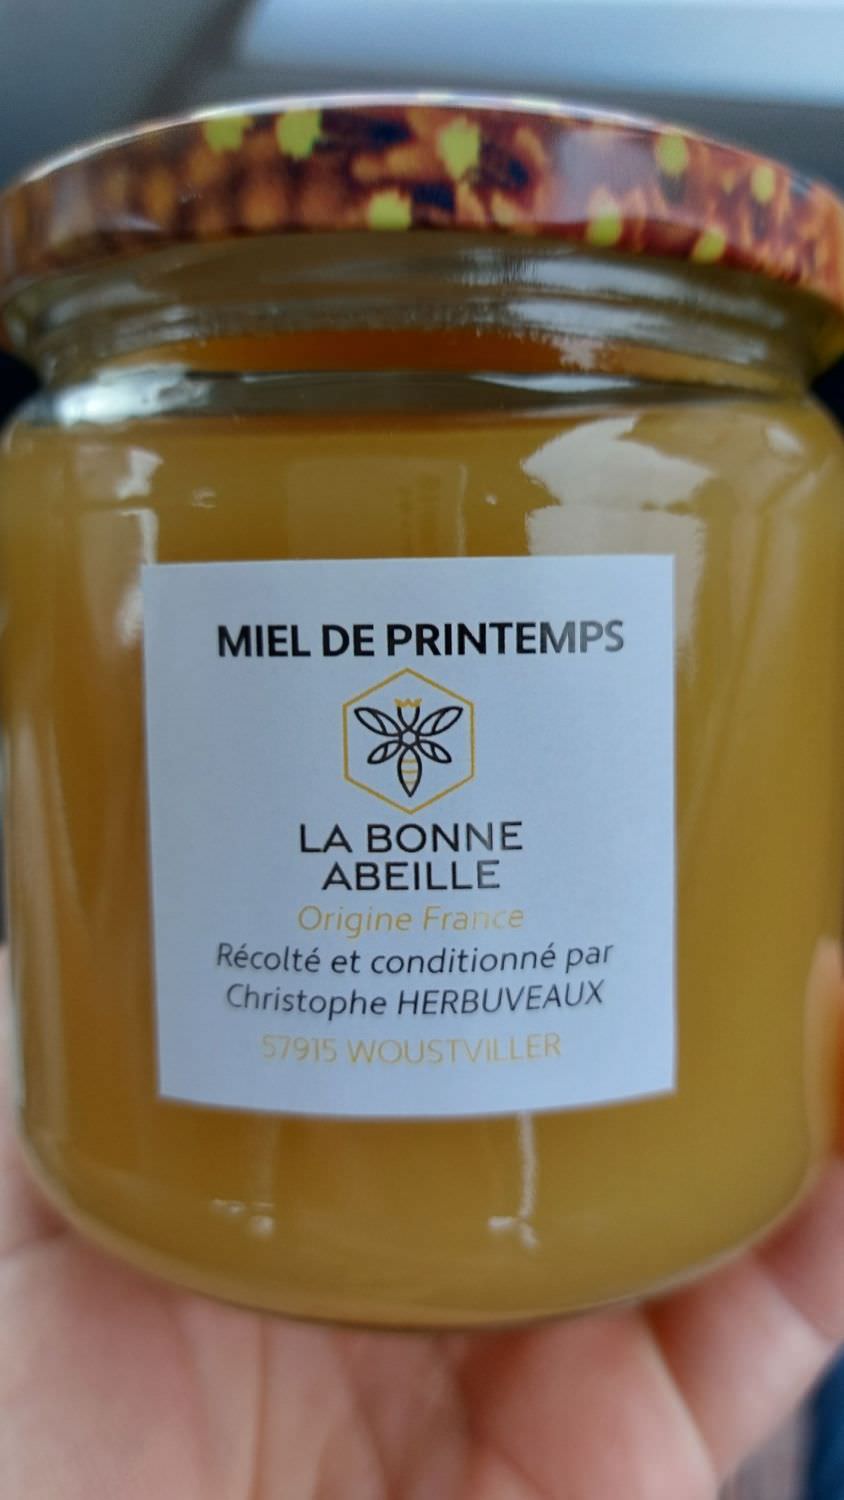 MIEL DE PRINTEMPS
LA BONNE
ABEILLE
Origine France
Récolté et conditionné par
Christophe HERBUVEAUX
57915 WOUSTVILLER